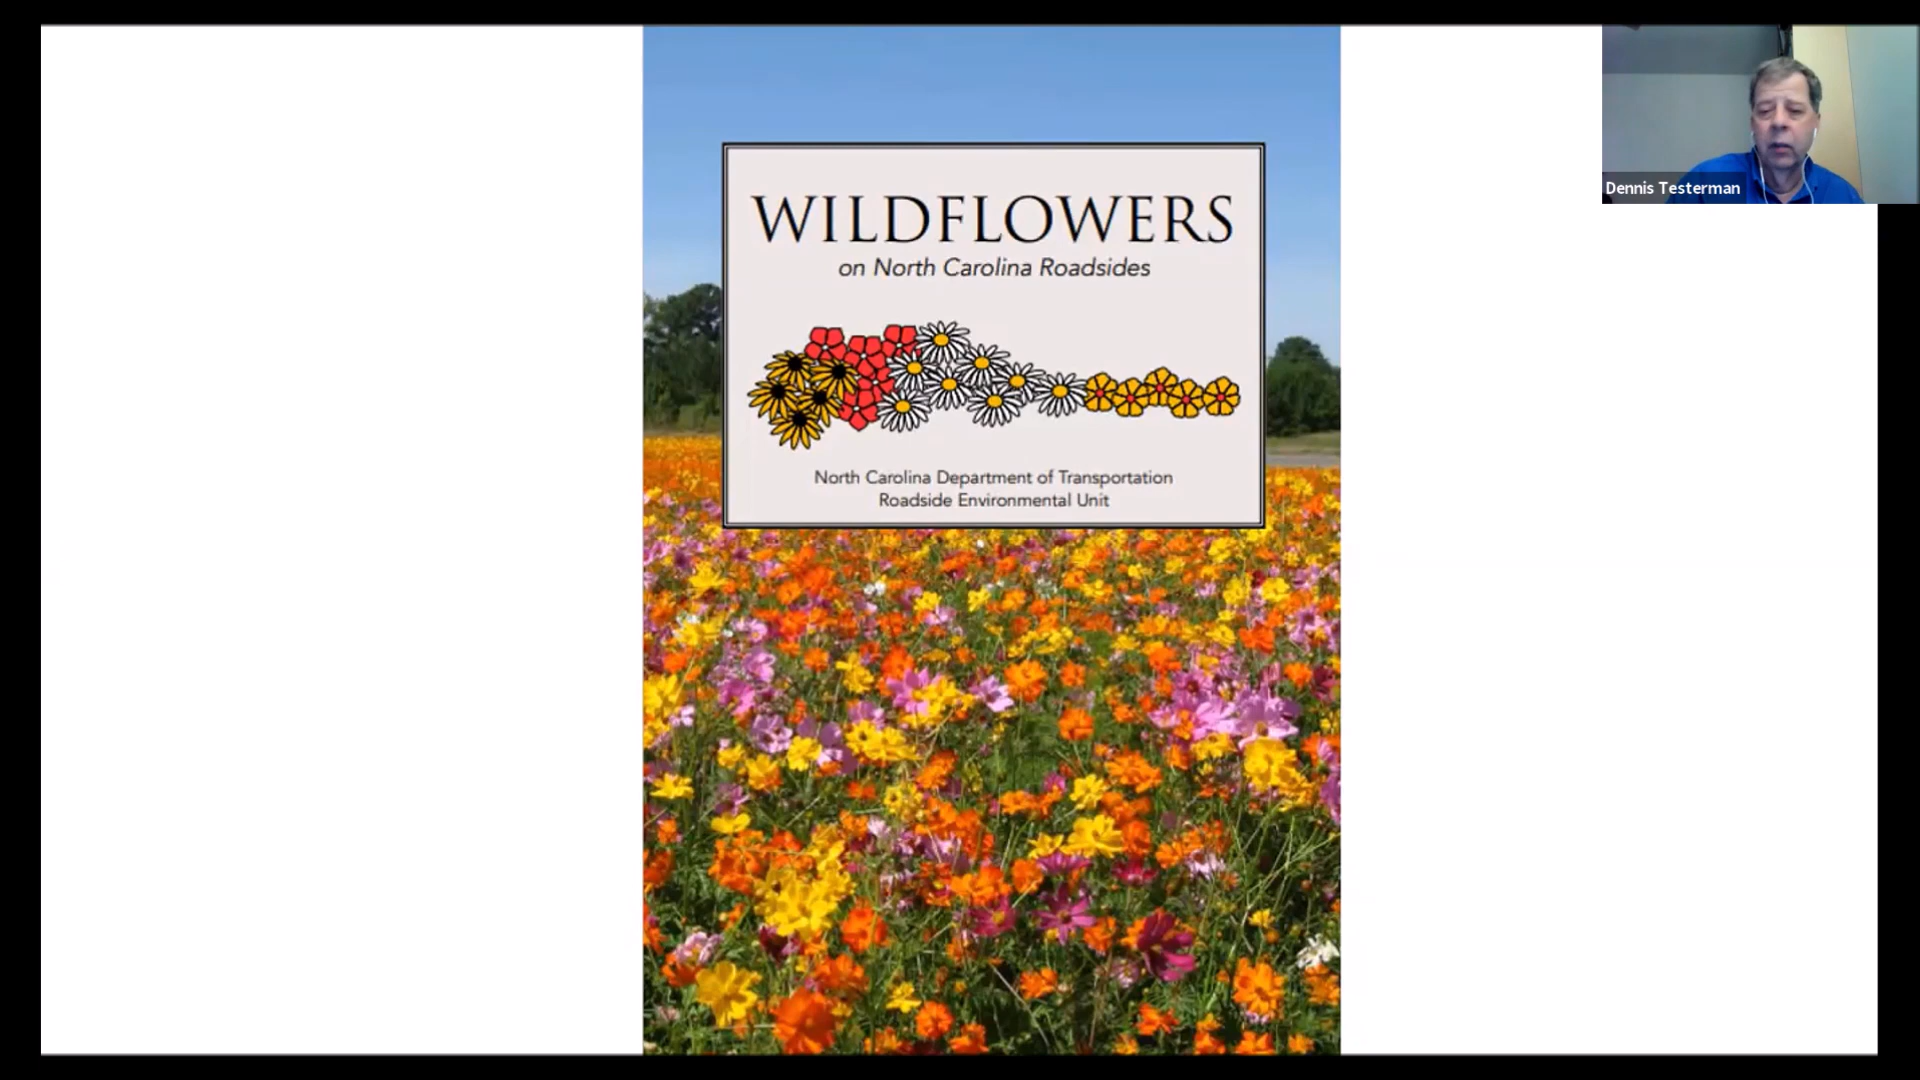 WILDFLOWERS
on North Carolina Roadsides
North Carolina Department of Transportation
Roadside Environmental Unit
Dennis Testerman